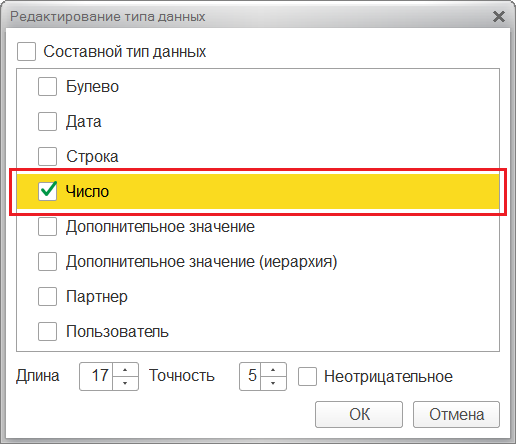 Редактирование типа данных
Составной тип данных
Булево
Дата
Строка
Число
Дополнительное значение
Дополнительное значение (иерархия)
Партнер
Пользователь
Длина 17 Точность 5 Неотрицательное
ОК Отмена